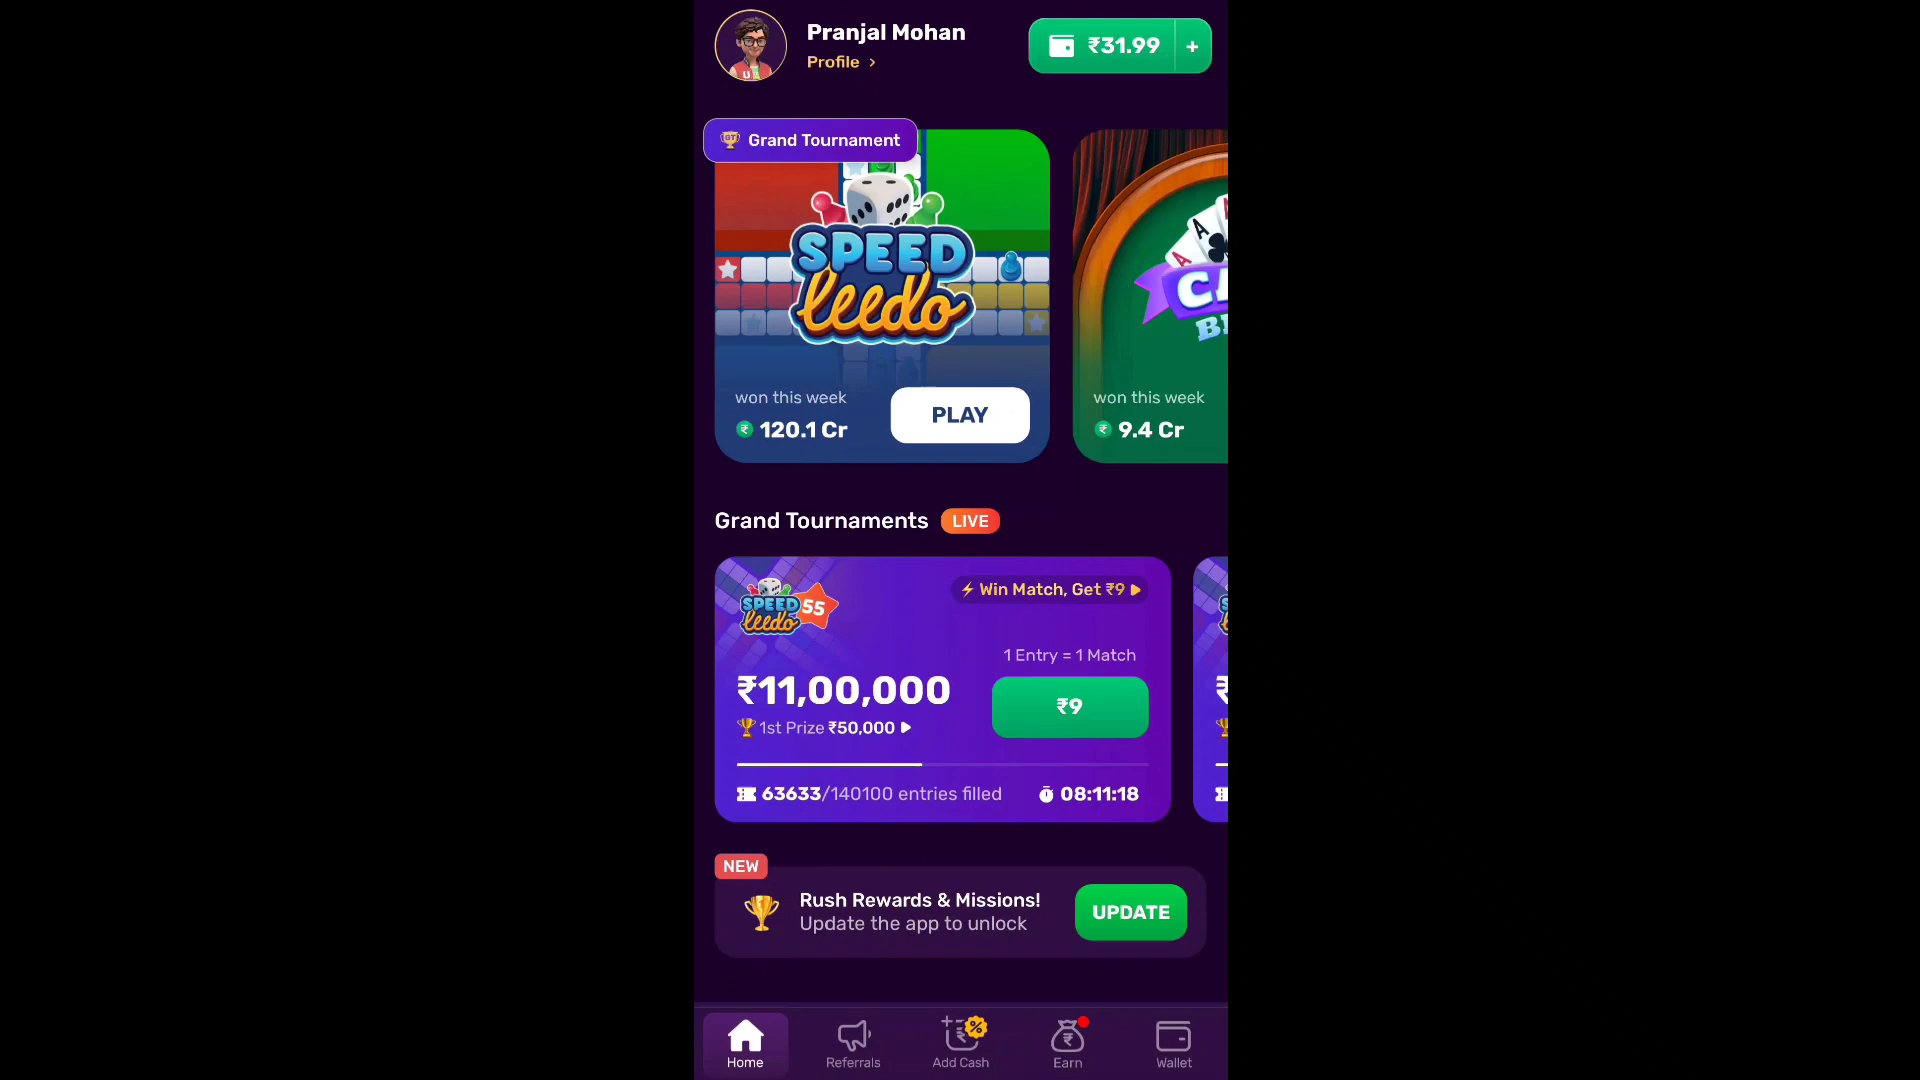 Pranjal Mohan
Profile >
₹31.99
+
Grand Tournament
SPEED
leedo
won this week
₹ 120.1 Cr
PLAY
won this week
₹ 9.4 Cr
Grand Tournaments LIVE
SPEED
leedo
55
Win Match, Get ₹9
1 Entry = 1 Match
₹11,00,000
₹9
1st Prize ₹50,000
63633/140100 entries filled
08:11:18
NEW
Rush Rewards & Missions!
Update the app to unlock
UPDATE
Home
Referrals
Add Cash
Earn
Wallet